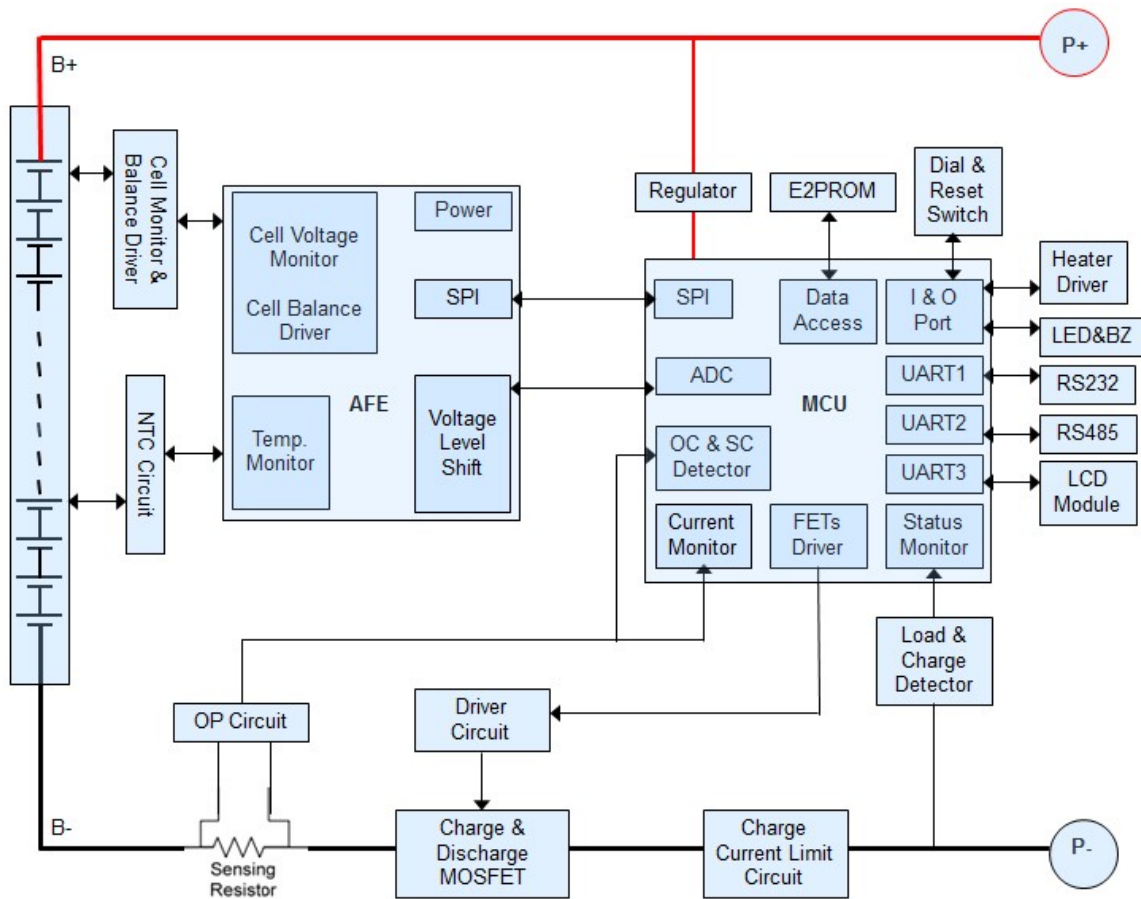 P+
B+
Cell Monitor &
Balance Driver
Regulator
E2PROM
Dial &
Reset
Switch
Cell Voltage
Monitor
Cell Balance
Driver
Power
SPI
SPI
Data
Access
I & O
Port
Heater
Driver
LED&BZ
ADC
UART1
RS232
AFE
MCU
NTC Circuit
Temp.
Monitor
Voltage
Level
Shift
OC & SC
Detector
UART2
RS485
UART3
LCD
Module
Current
Monitor
FETs
Driver
Status
Monitor
Load &
Charge
Detector
OP Circuit
Driver
Circuit
B-
Sensing
Resistor
Charge &
Discharge
MOSFET
Charge
Current Limit
Circuit
P-